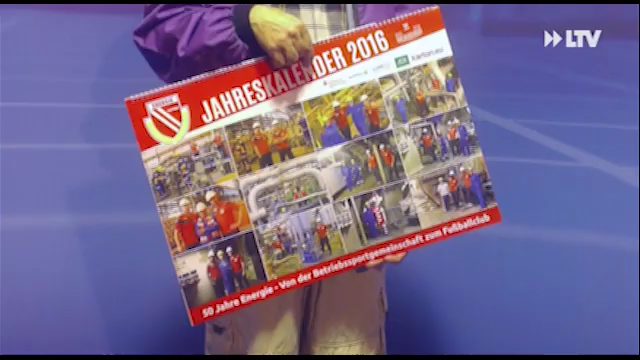 LTV
JAHRESKALENDER 2016
50 Jahre Energie - Von der Betriebssportgemeinschaft zum Fußballclub